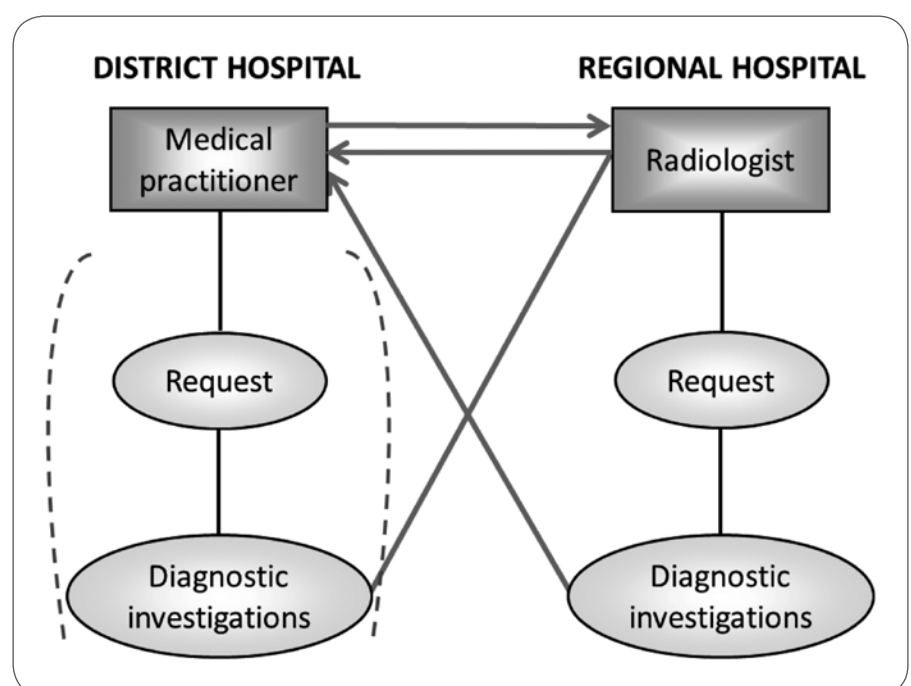 DISTRICT HOSPITAL
REGIONAL HOSPITAL
Medical
practitioner
Radiologist
Request
Request
Diagnostic
investigations
Diagnostic
investigations